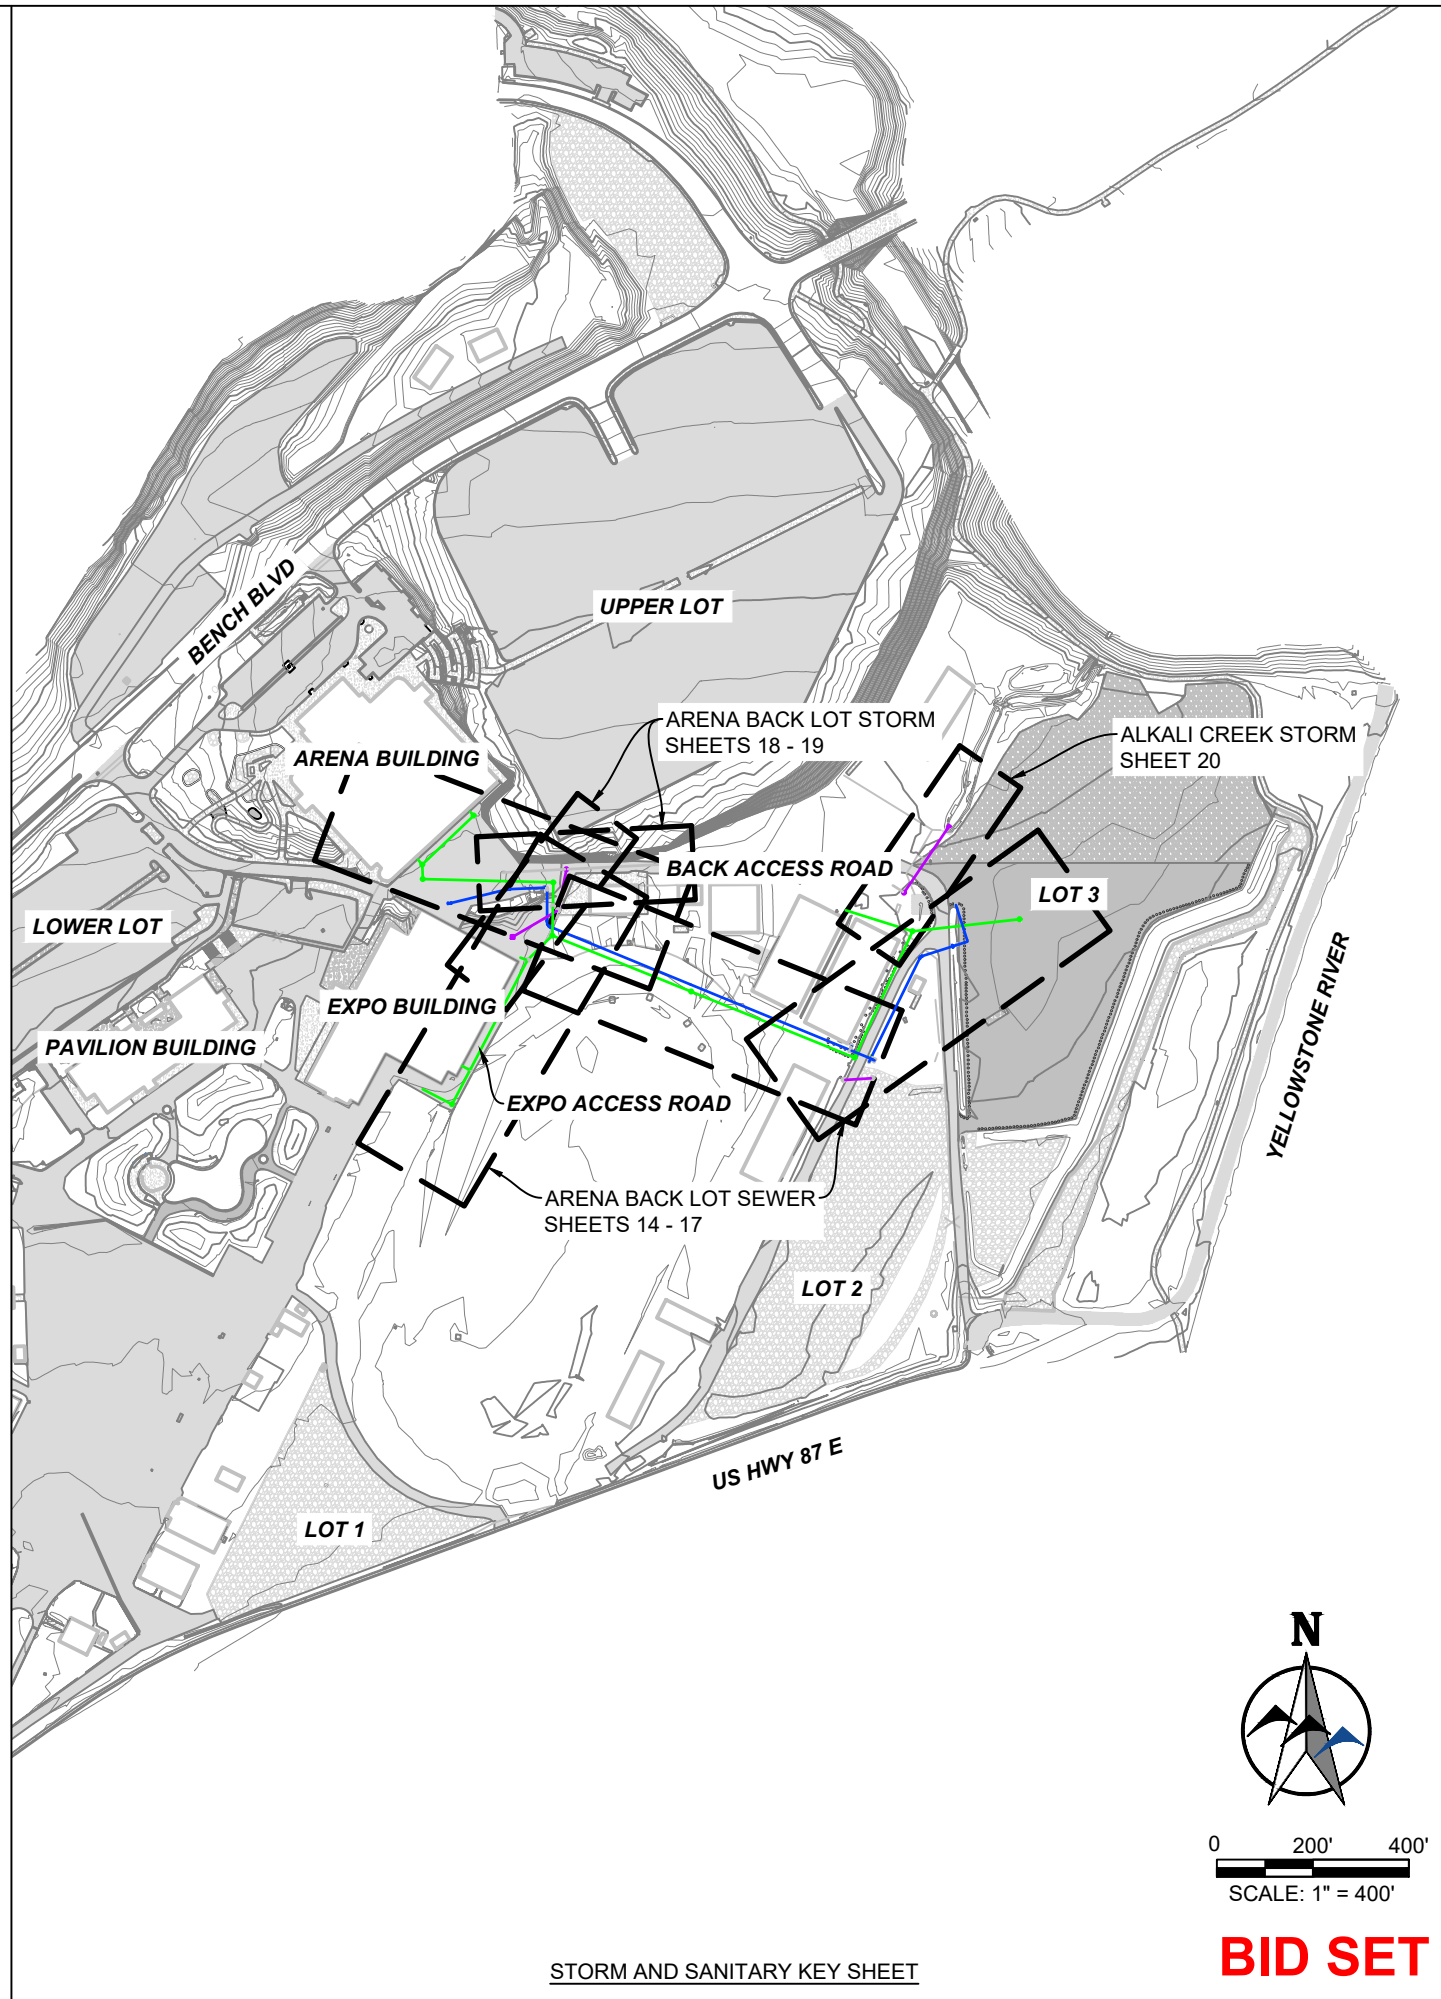 BENCH BLVD
UPPER LOT
ARENA BACK LOT STORM
SHEETS 18 - 19
ALKALI CREEK STORM
SHEET 20
ARENA BUILDING
BACK ACCESS ROAD
LOT 3
LOWER LOT
EXPO BUILDING
PAVILION BUILDING
YELLOWSTONE RIVER
EXPO ACCESS ROAD
ARENA BACK LOT SEWER
SHEETS 14 - 17
LOT 2
US HWY 87 E
LOT 1
N
0 200' 400'
SCALE: 1" = 400'
BID SET
STORM AND SANITARY KEY SHEET